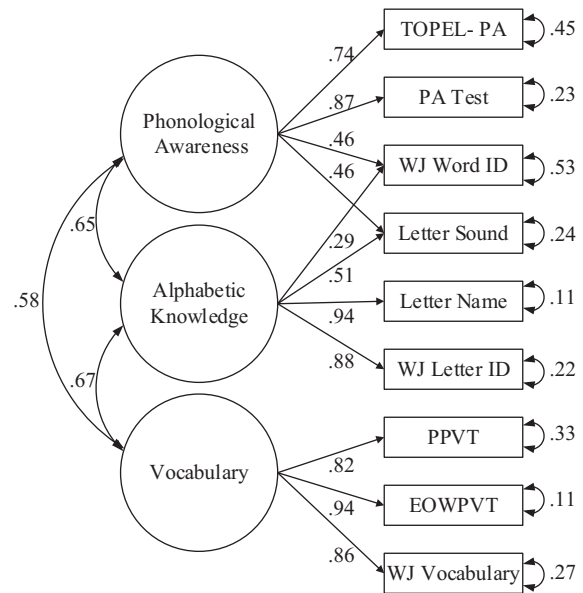 TOPEL- PA
.45
.74
PA Test
.23
.87
Phonological
Awareness
.46
WJ Word ID
.53
.46
.65
Letter Sound
.24
.29
.51
.58
Alphabetic
Knowledge
Letter Name
.11
.94
.88
WJ Letter ID
.22
.67
PPVT
.33
.82
Vocabulary
EOWPVT
.11
.94
.86
WJ Vocabulary
.27